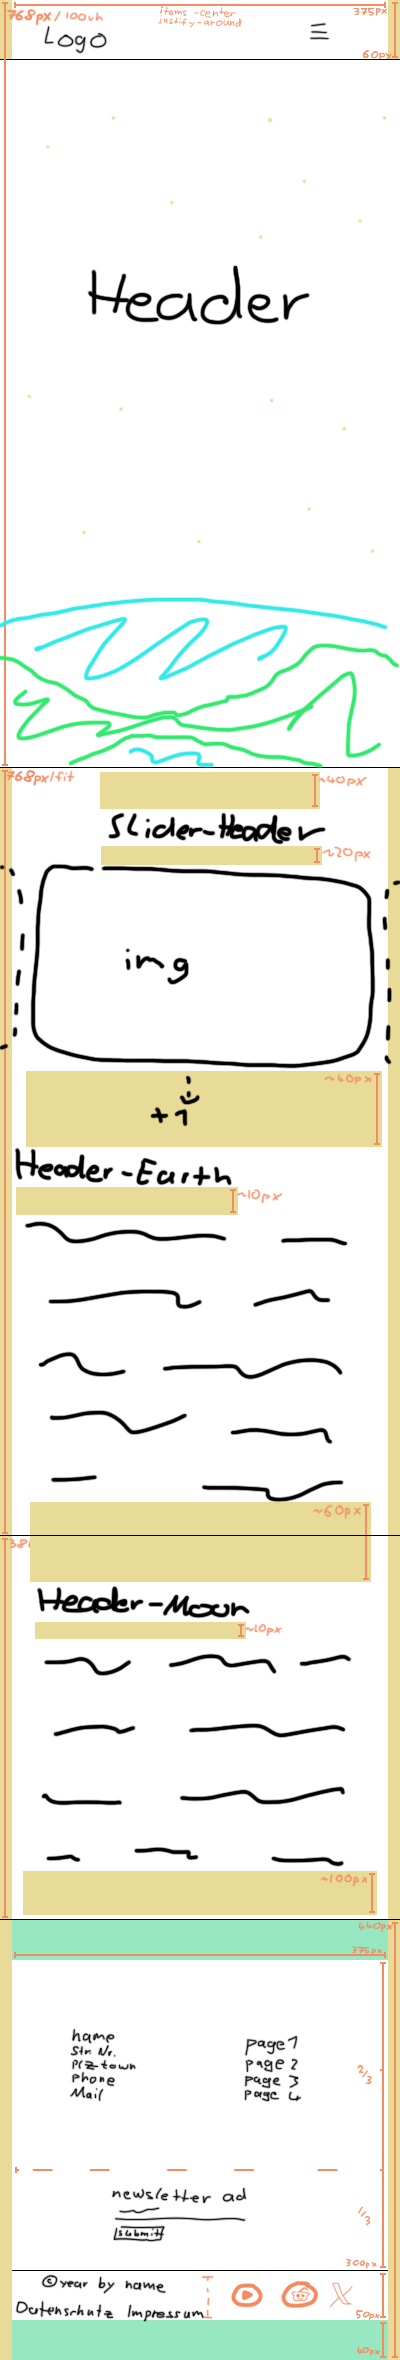 768px/100vh
items-center
justify-around
375px
Logo
60px
Header
768px/fit
~40px
Slider-Header
~20px
img
~40px
+1
Header-Earth
~10px
~60px
Header-Moon
~10px
~100px
440px
375px
name
Str. Nr.
Plz-town
Phone
Mail
page 1
page 2
page 3
page 4
2/3
newsletter ad
submit
1/3
300px
©year by name
Datenschutz Impressum
50px
40px